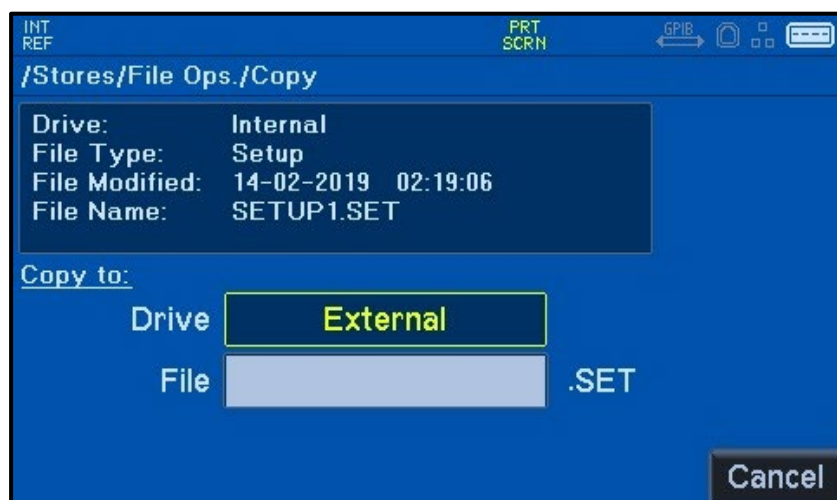 INT
REF
PRT
SCRN
GPIB
/Stores/File Ops./Copy
Drive: Internal
File Type: Setup
File Modified: 14-02-2019 02:19:06
File Name: SETUP1.SET
Copy to:
Drive External
File .SET
Cancel